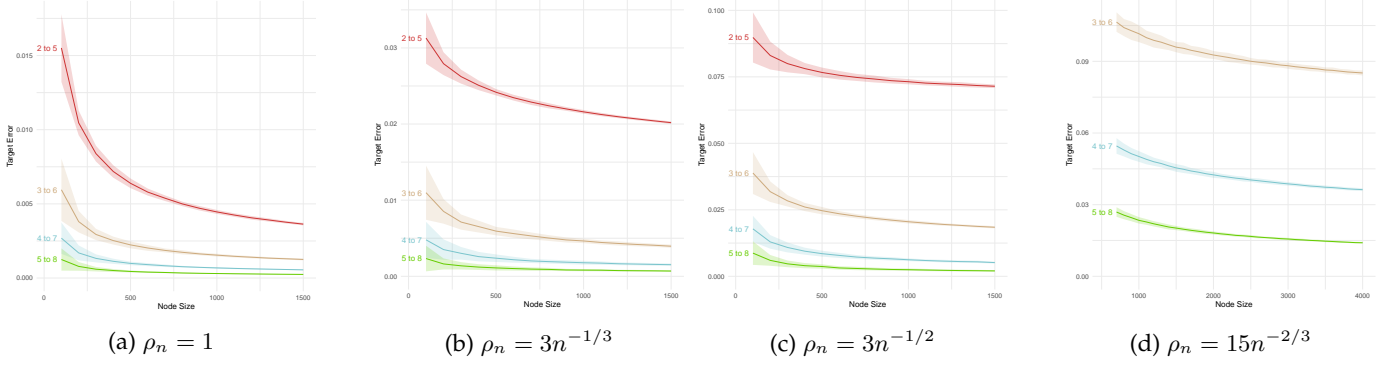 Target Error
0.015
0.010
0.005
0.000
2 to 5
3 to 6
4 to 7
5 to 8
0
500
1000
1500
Node Size
(a) ρₙ = 1
Target Error
0.03
0.02
0.01
0.00
2 to 5
3 to 6
4 to 7
5 to 8
0
500
1000
1500
Node Size
(b) ρₙ = 3n⁻¹/³
Target Error
0.100
0.075
0.050
0.025
0.000
2 to 5
3 to 6
4 to 7
5 to 8
0
500
1000
1500
Node Size
(c) ρₙ = 3n⁻¹/²
Target Error
0.09
0.06
0.03
0.00
3 to 6
4 to 7
5 to 8
1000
2000
3000
4000
Node Size
(d) ρₙ = 15n⁻²/³